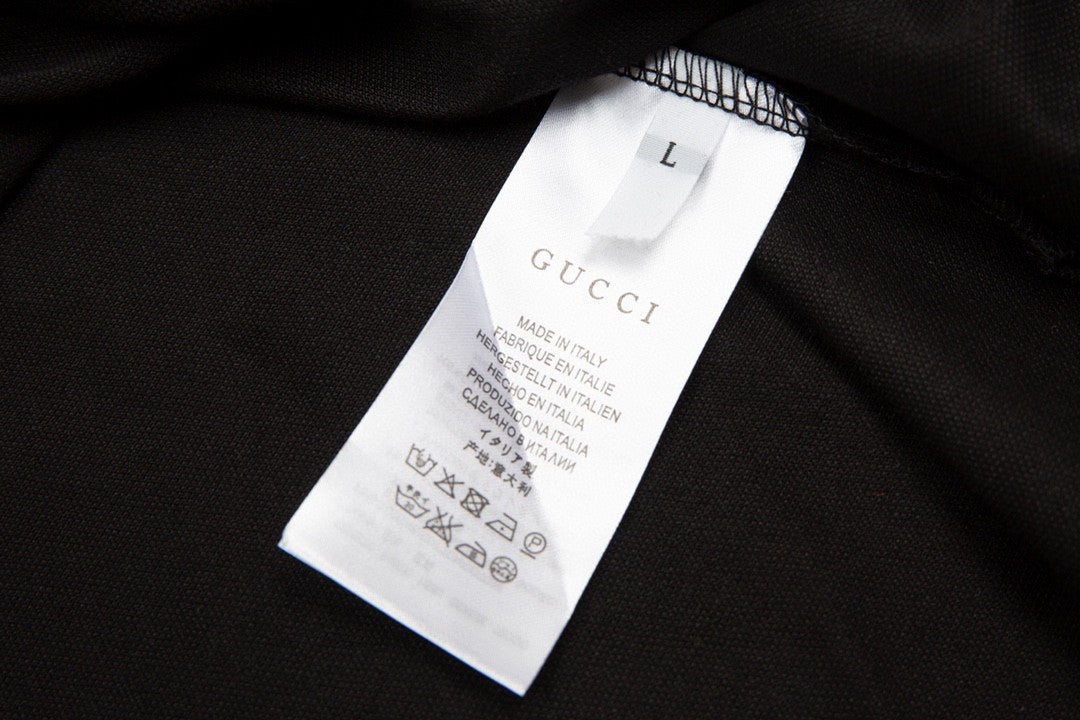 L
GUCCI
MADE IN ITALY
FABRIQUE EN ITALIE
HERGESTELLT IN ITALIEN
HECHO EN ITALIA
PRODUZIDO NA ITALIA
СДЕЛАНО В ИТАЛИИ
イタリア製
产地:意大利
P